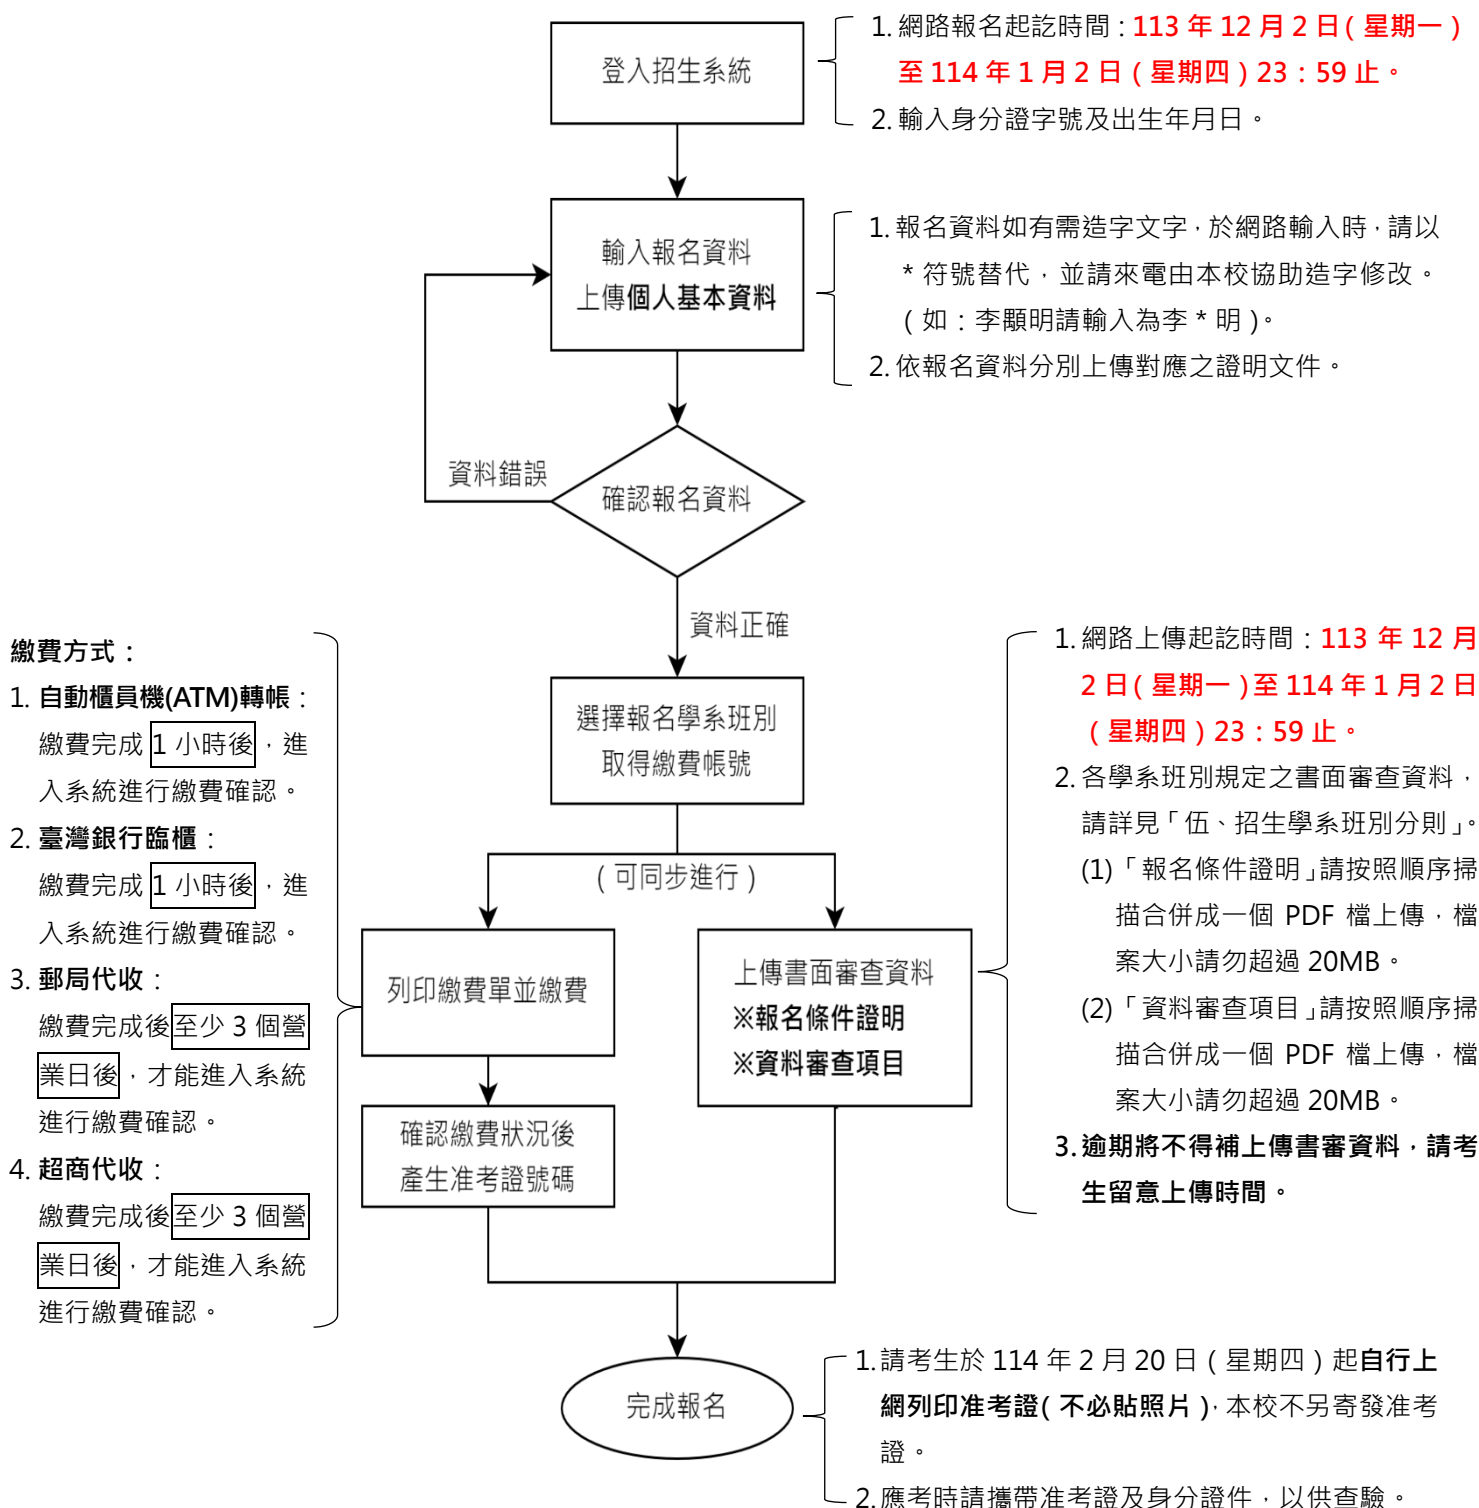 登入招生系統
1. 網路報名起訖時間：113 年 12 月 2 日(星期一)
至 114 年 1 月 2 日(星期四)23：59 止。
2. 輸入身分證字號及出生年月日。
輸入報名資料
上傳個人基本資料
1. 報名資料如有需造字文字，於網路輸入時，請以
* 符號替代，並請來電由本校協助造字修改。
(如：李顯明請輸入為李 * 明)。
2. 依報名資料分別上傳對應之證明文件。
資料錯誤
確認報名資料
資料正確
選擇報名學系班別
取得繳費帳號
(可同步進行)
繳費方式：
1. 自動櫃員機(ATM)轉帳：
繳費完成 1 小時後，進
入系統進行繳費確認。
2. 臺灣銀行臨櫃：
繳費完成 1 小時後，進
入系統進行繳費確認。
3. 郵局代收：
繳費完成後至少 3 個營
業日後，才能進入系統
進行繳費確認。
4. 超商代收：
繳費完成後至少 3 個營
業日後，才能進入系統
進行繳費確認。
列印繳費單並繳費
確認繳費狀況後
產生准考證號碼
上傳書面審查資料
※報名條件證明
※資料審查項目
1. 網路上傳起訖時間：113 年 12 月
2 日(星期一)至 114 年 1 月 2 日
(星期四)23：59 止。
2. 各學系班別規定之書面審查資料，
請詳見「伍、招生學系班別分則」。
(1)「報名條件證明」請按照順序掃
描合併成一個 PDF 檔上傳，檔
案大小請勿超過 20MB。
(2)「資料審查項目」請按照順序掃
描合併成一個 PDF 檔上傳，檔
案大小請勿超過 20MB。
3. 逾期將不得補上傳書審資料，請考
生留意上傳時間。
完成報名
1. 請考生於 114 年 2 月 20 日(星期四)起自行上
網列印准考證(不必貼照片)，本校不另寄發准考
證。
2. 應考時請攜帶准考證及身分證件，以供查驗。